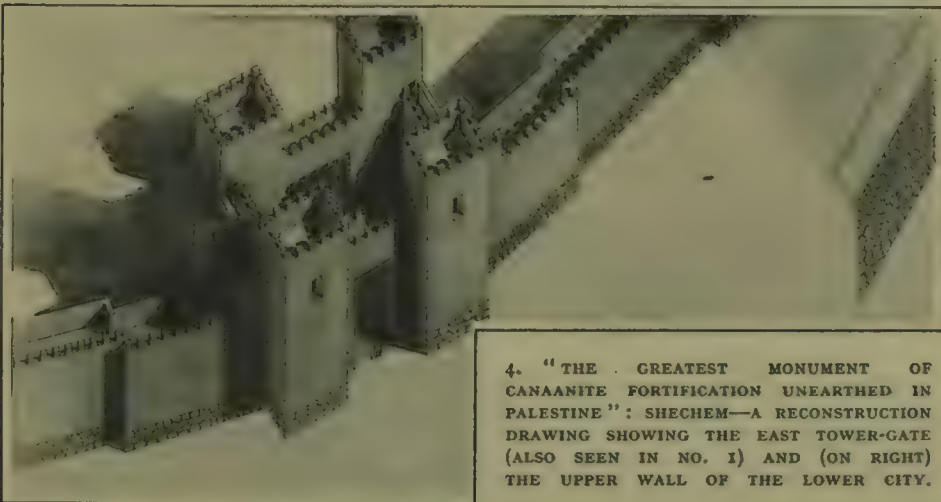 4. "THE GREATEST MONUMENT OF
CANAANITE FORTIFICATION UNEARTHED IN
PALESTINE": SHECHEM—A RECONSTRUCTION
DRAWING SHOWING THE EAST TOWER-GATE
(ALSO SEEN IN NO. 1) AND (ON RIGHT)
THE UPPER WALL OF THE LOWER CITY.